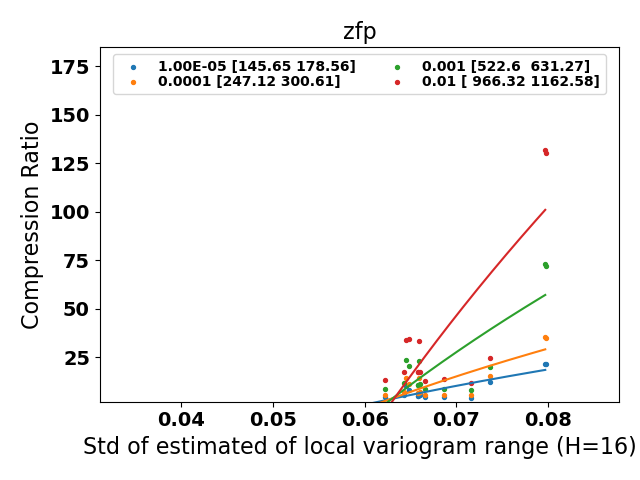 zfp
1.00E-05 [145.65 178.56]
0.0001 [247.12 300.61]
0.001 [522.6  631.27]
0.01 [ 966.32 1162.58]
Compression Ratio
175
150
125
100
75
50
25
0.04 0.05 0.06 0.07 0.08
Std of estimated of local variogram range (H=16)